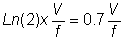 Ln(2)x V/f = 0.7 V/f